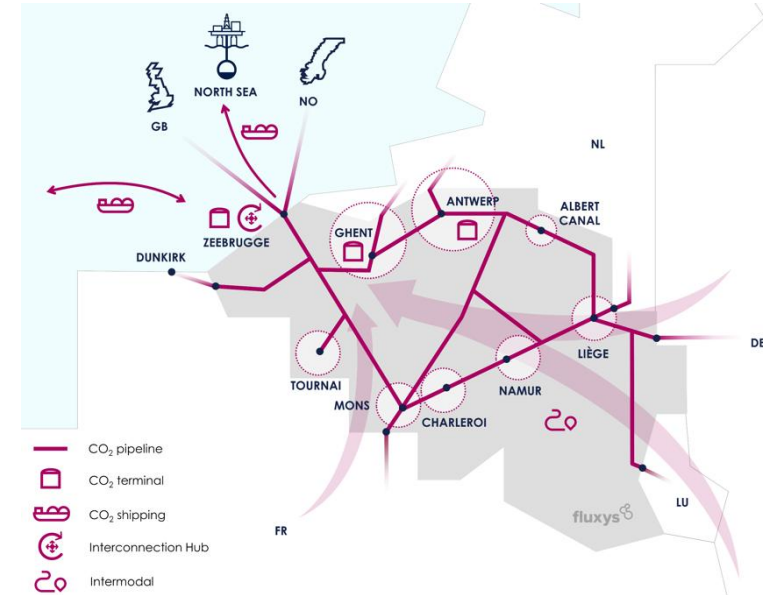 NORTH SEA
NO
GB
NL
ANTWERP
ALBERT
CANAL
GHENT
ZEEBRUGGE
DUNKIRK
DE
LIÈGE
TOURNAI
NAMUR
MONS
CHARLEROI
CO₂ pipeline
CO₂ terminal
CO₂ shipping
Interconnection Hub
Intermodal
fluxys
LU
FR